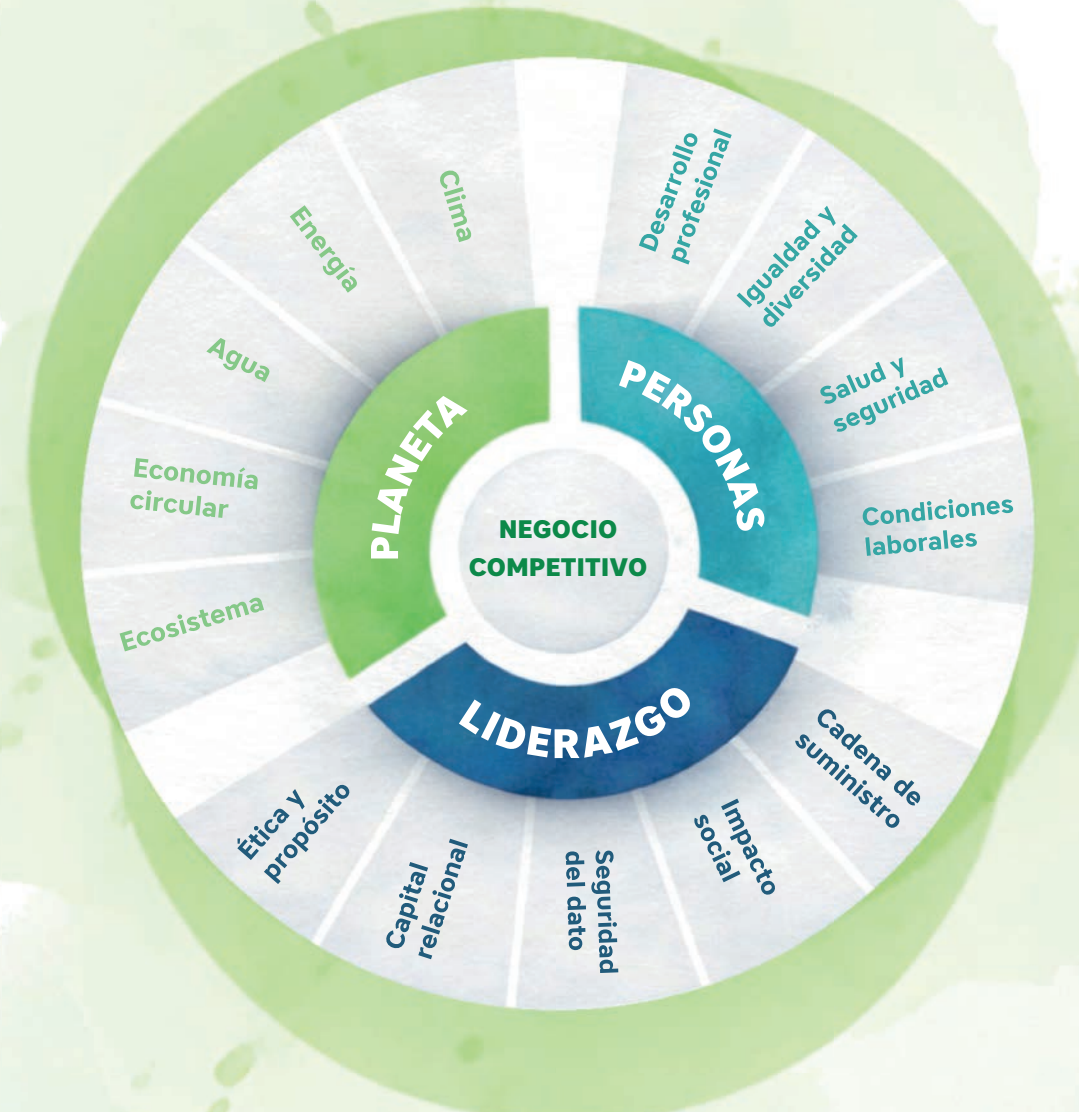 NEGOCIO
COMPETITIVO
PLANETA
Clima
Energía
Agua
Economía
circular
Ecosistema
PERSONAS
Desarrollo
profesional
Igualdad y
diversidad
Salud y
seguridad
Condiciones
laborales
LIDERAZGO
Cadena de
suministro
Impacto
social
Seguridad
del dato
Capital
relacional
Ética y
propósito